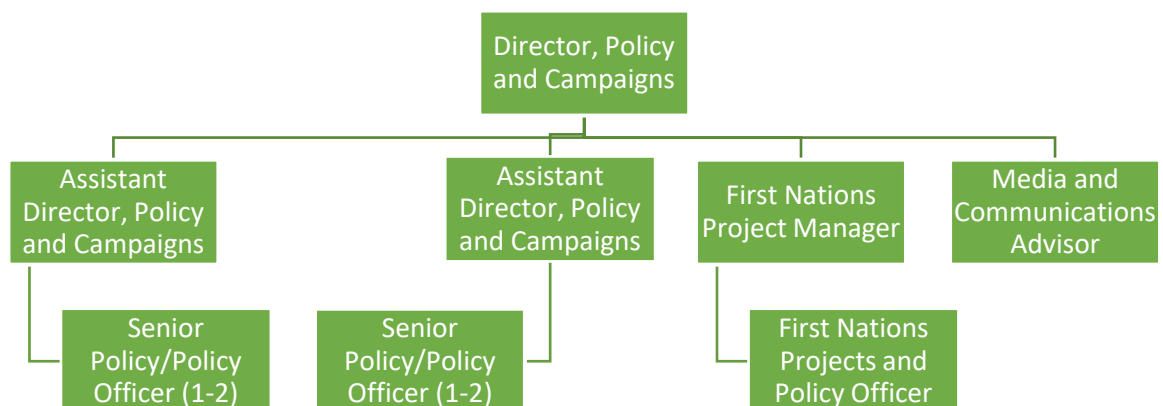 Director, Policy
and Campaigns
Assistant
Director, Policy
and Campaigns
Assistant
Director, Policy
and Campaigns
First Nations
Project Manager
Media and
Communications
Advisor
Senior
Policy/Policy
Officer (1-2)
Senior
Policy/Policy
Officer (1-2)
First Nations
Projects and
Policy Officer